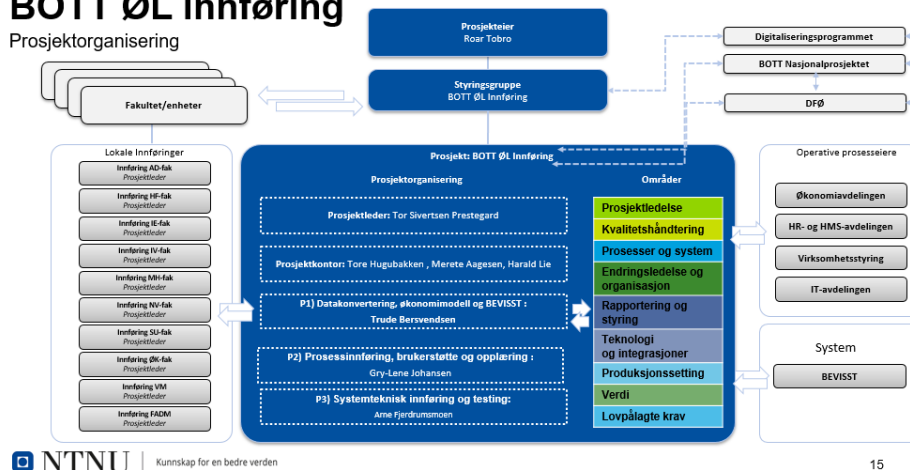 BOTT ØL Innføring
Prosjektorganisering
Prosjekteier
Roar Tobro
Styringsgruppe
BOTT ØL Innføring
Digitaliseringsprogrammet
BOTT Nasjonalprosjektet
DFØ
Fakultet/enheter
Lokale Innføringer
Innføring AD-fak
Prosjektleder
Innføring HF-fak
Prosjektleder
Innføring IE-fak
Prosjektleder
Innføring IV-fak
Prosjektleder
Innføring MH-fak
Prosjektleder
Innføring NV-fak
Prosjektleder
Innføring SU-fak
Prosjektleder
Innføring ØK-fak
Prosjektleder
Innføring VM
Prosjektleder
Innføring FADM
Prosjektleder
Prosjekt: BOTT ØL Innføring
Prosjektorganisering
Prosjektleder: Tor Sivertsen Prestegard
Prosjektkontor: Tore Hugubakken , Merete Aagesen, Harald Lie
P1) Datakonvertering, økonomimodell og BEVISST :
Trude Bersvendsen
P2) Prosessinnføring, brukerstøtte og opplæring :
Gry-Lene Johansen
P3) Systemteknisk innføring og testing:
Arne Fjerdrumsmoen
Områder
Prosjektledelse
Kvalitetshåndtering
Prosesser og system
Endringsledelse og
organisasjon
Rapportering og
styring
Teknologi
og integrasjoner
Produksjonssetting
Verdi
Lovpålagte krav
Operative prosesseiere
Økonomiavdelingen
HR- og HMS-avdelingen
Virksomhetsstyring
IT-avdelingen
System
BEVISST
NTNU
Kunnskap for en bedre verden
15